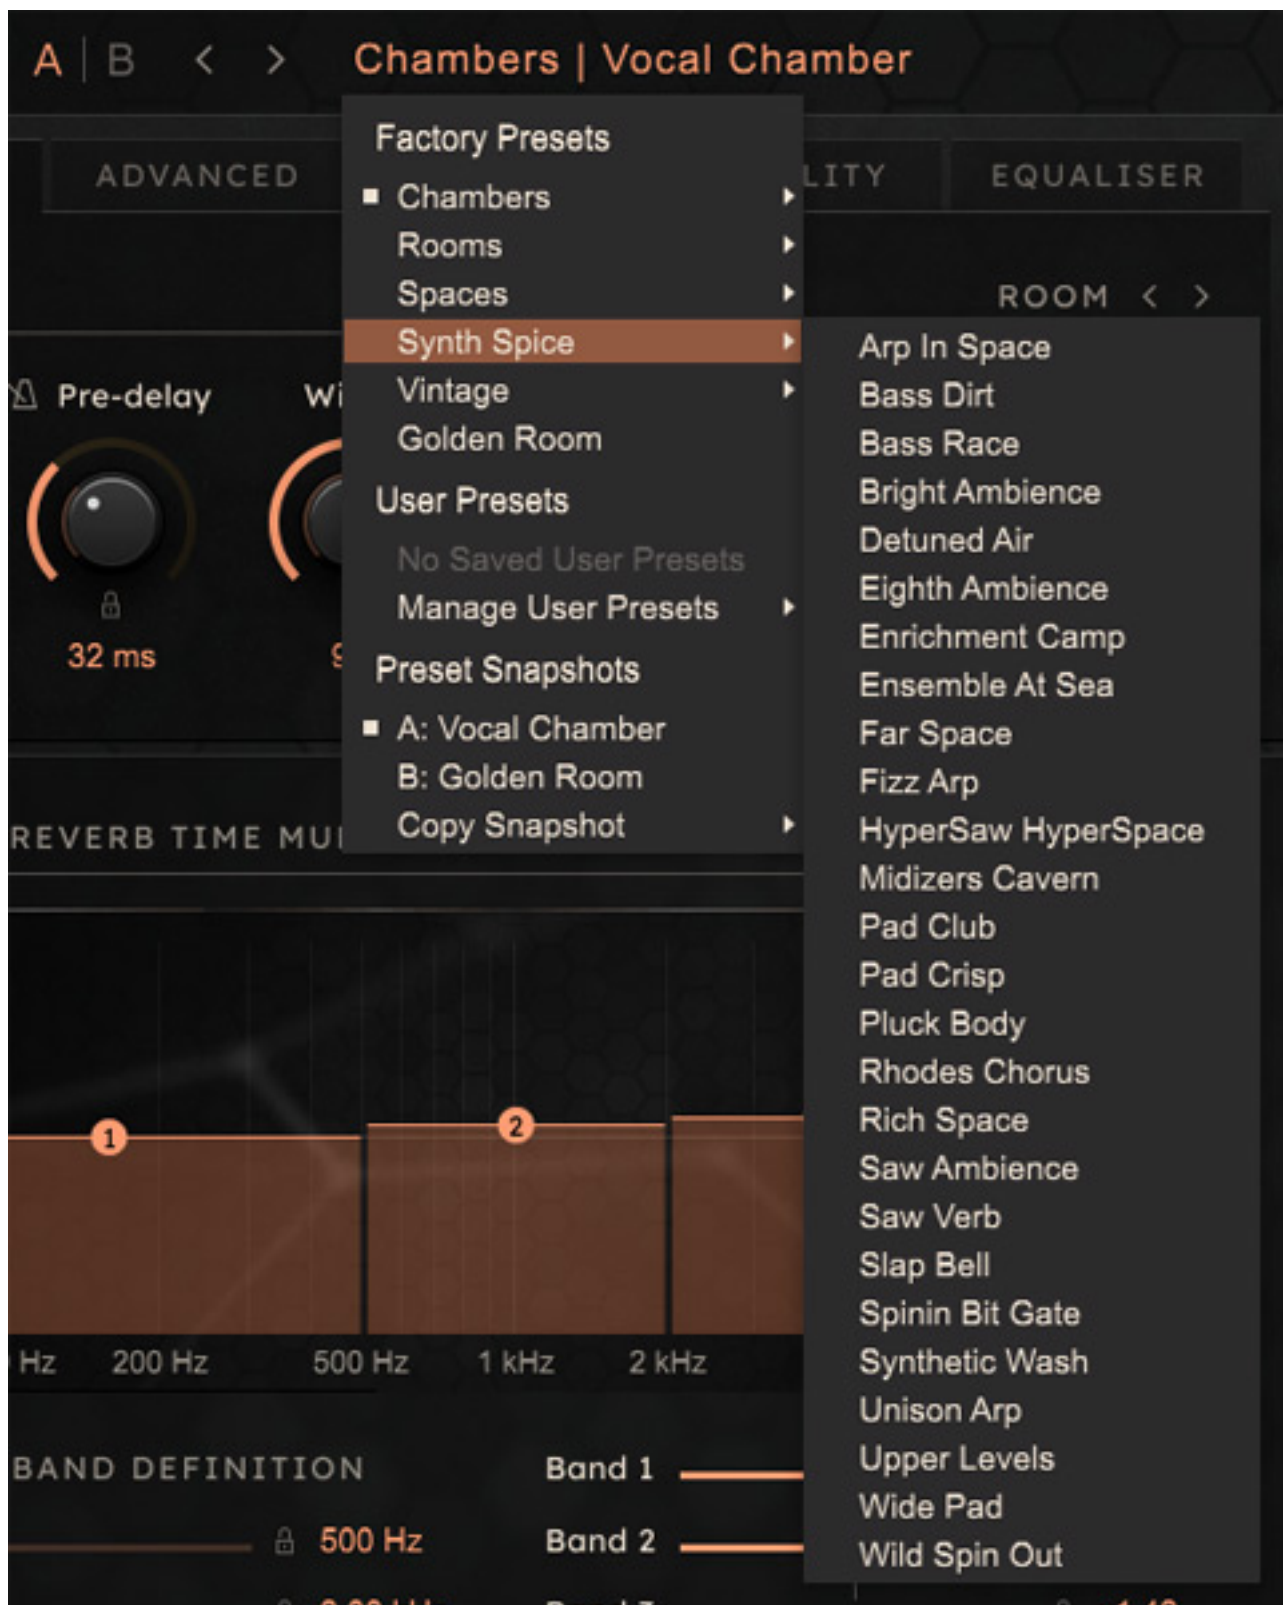 A | B < > Chambers | Vocal Chamber
Factory Presets
ADVANCED
LITY
EQUALISER
Chambers
Rooms
Spaces
ROOM < >
Synth Spice
Vintage
Golden Room
Pre-delay
Wi
User Presets
No Saved User Presets
Manage User Presets
32 ms
9
Preset Snapshots
A: Vocal Chamber
B: Golden Room
Copy Snapshot
Arp In Space
Bass Dirt
Bass Race
Bright Ambience
Detuned Air
Eighth Ambience
Enrichment Camp
Ensemble At Sea
Far Space
Fizz Arp
HyperSaw HyperSpace
Midizers Cavern
Pad Club
Pad Crisp
Pluck Body
Rhodes Chorus
Rich Space
Saw Ambience
Saw Verb
Slap Bell
Spinin Bit Gate
Synthetic Wash
Unison Arp
Upper Levels
Wide Pad
Wild Spin Out
REVERB TIME MU
1
2
Hz 200 Hz 500 Hz 1 kHz 2 kHz
BAND DEFINITION
Band 1
500 Hz
Band 2